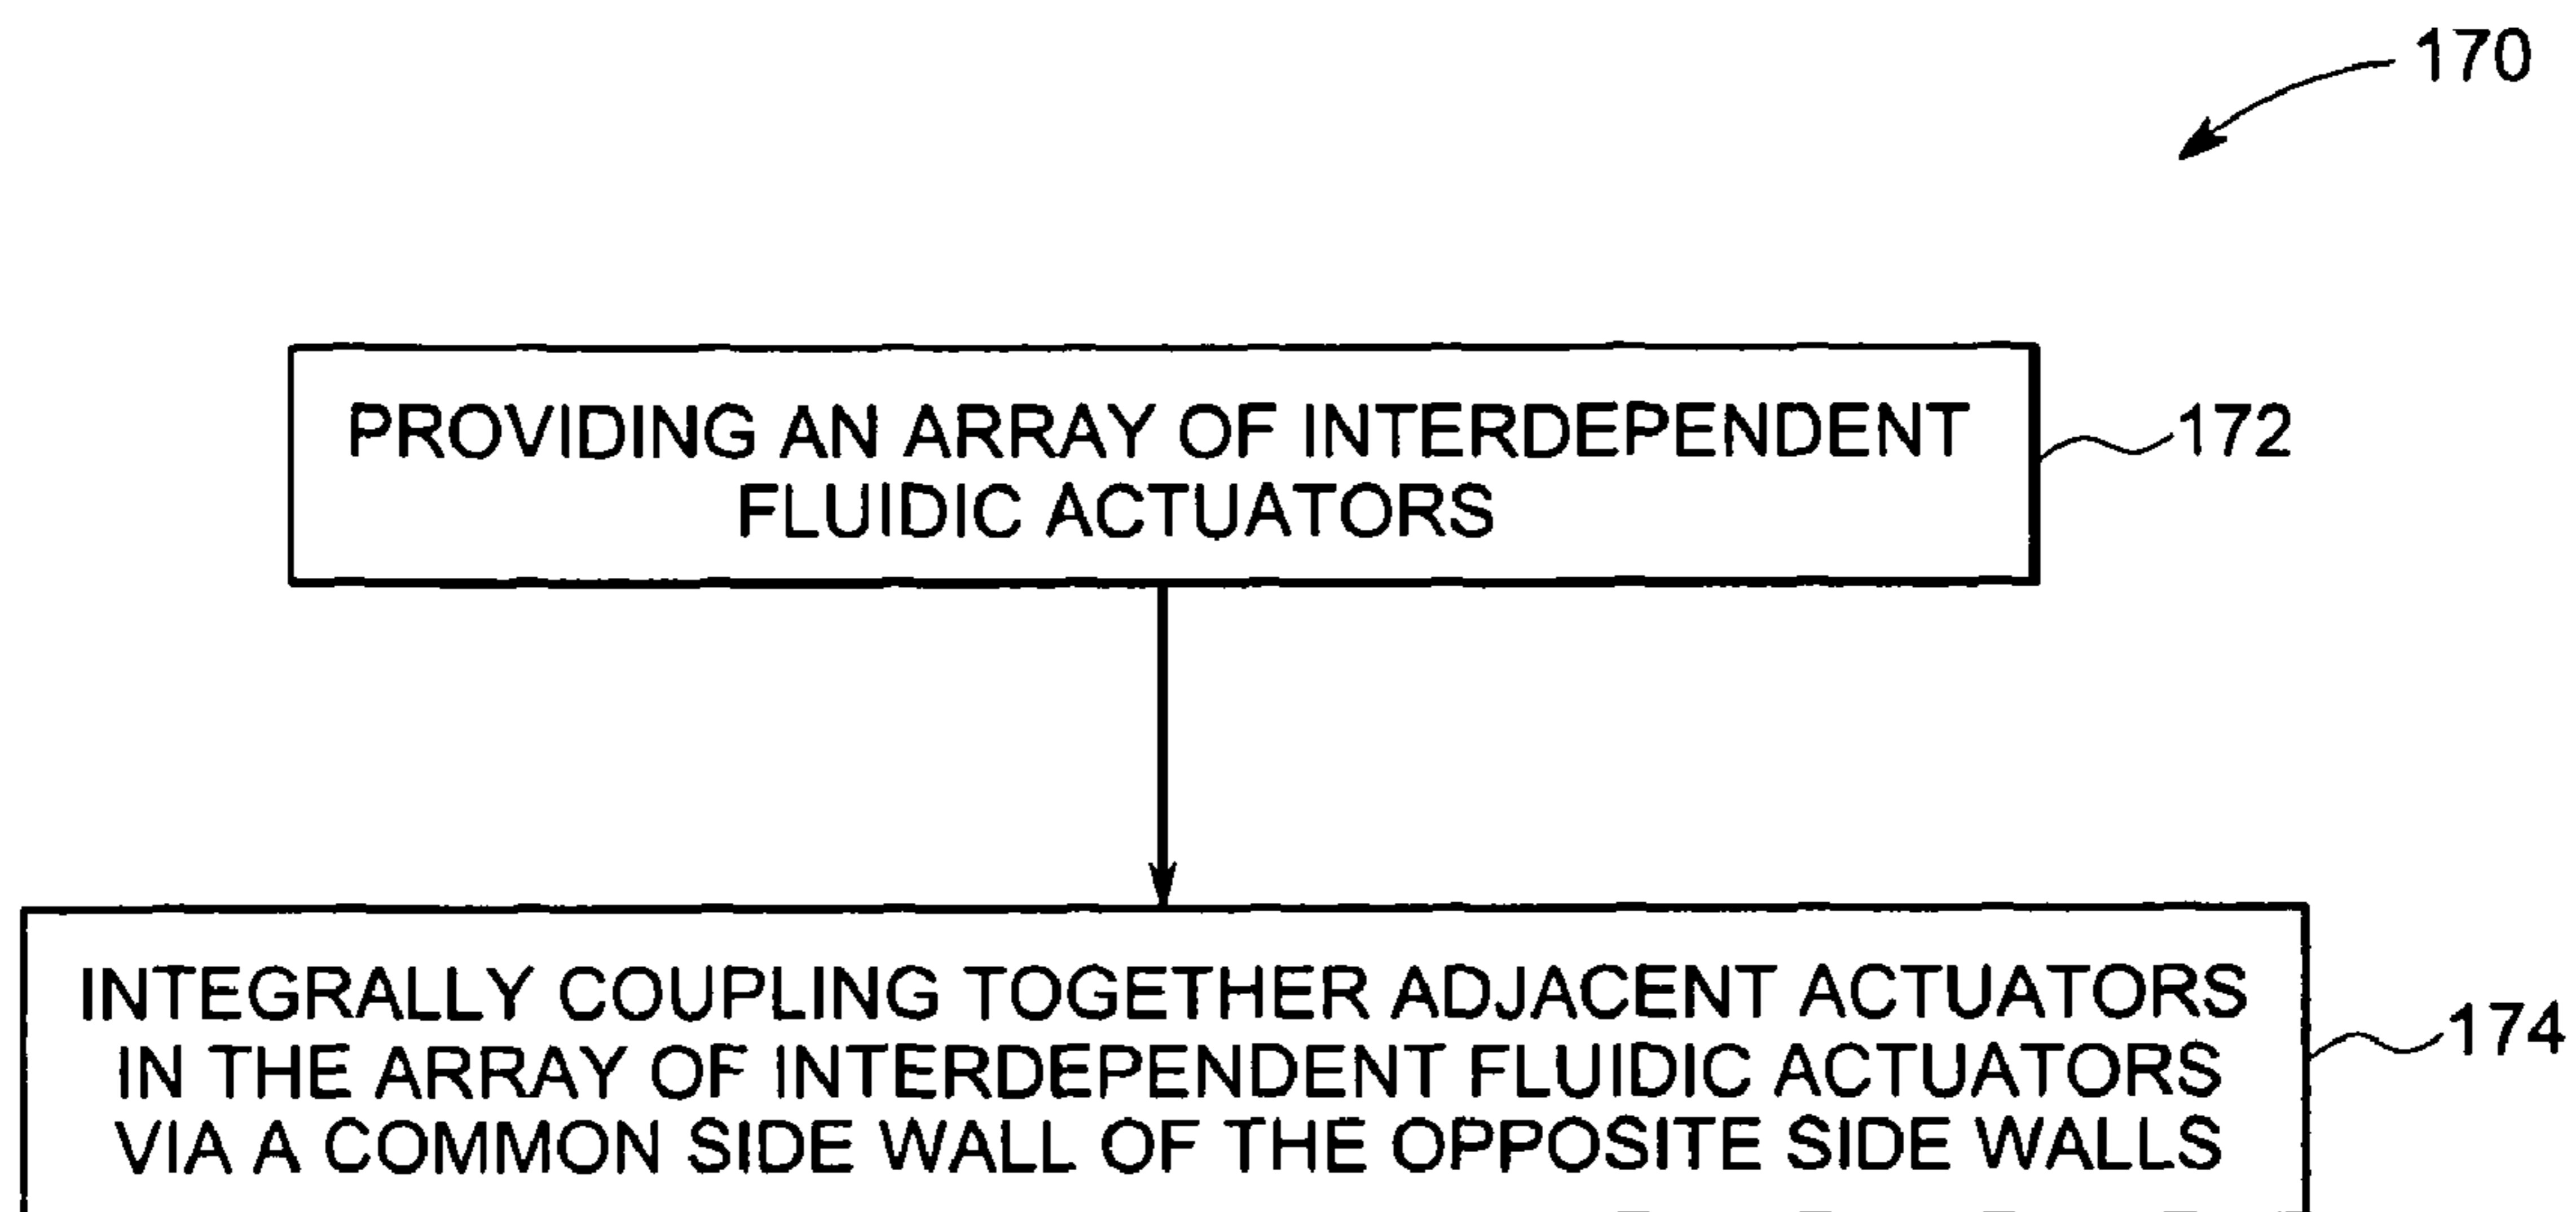 170
PROVIDING AN ARRAY OF INTERDEPENDENT
FLUIDIC ACTUATORS
172
INTEGRALLY COUPLING TOGETHER ADJACENT ACTUATORS
IN THE ARRAY OF INTERDEPENDENT FLUIDIC ACTUATORS
VIA A COMMON SIDE WALL OF THE OPPOSITE SIDE WALLS
174